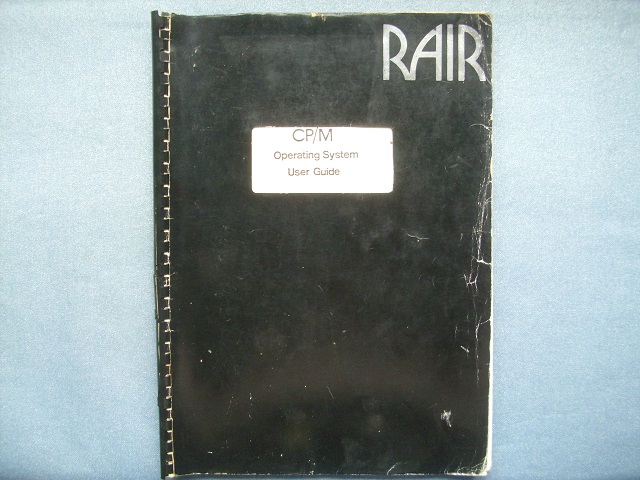 RAIR
CP/M
Operating System
User Guide